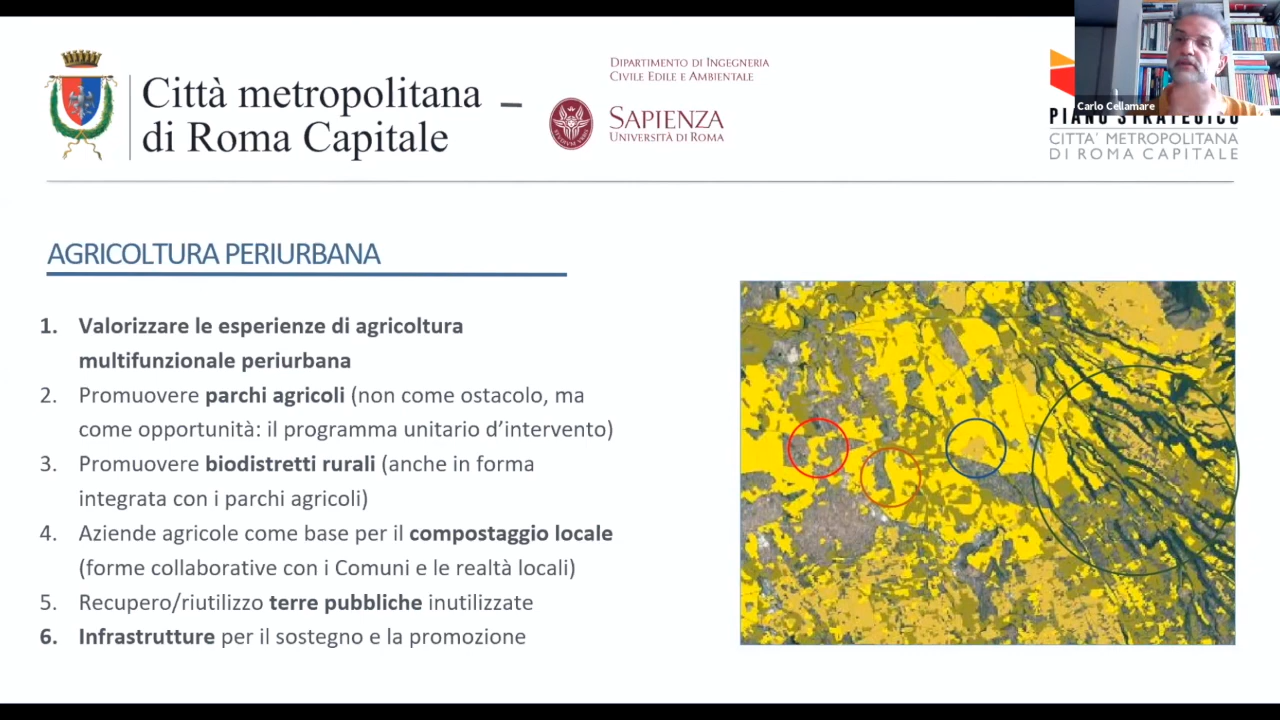 Città metropolitana
di Roma Capitale
DIPARTIMENTO DI INGEGNERIA
CIVILE EDILE E AMBIENTALE
SAPIENZA
UNIVERSITÀ DI ROMA
Carlo Cellamare
PIANO STRATEGICO
CITTA' METROPOLITANA
DI ROMA CAPITALE
AGRICOLTURA PERIURBANA
1. Valorizzare le esperienze di agricoltura
multifunzionale periurbana
2. Promuovere parchi agricoli (non come ostacolo, ma
come opportunità: il programma unitario d'intervento)
3. Promuovere biodistretti rurali (anche in forma
integrata con i parchi agricoli)
4. Aziende agricole come base per il compostaggio locale
(forme collaborative con i Comuni e le realtà locali)
5. Recupero/riutilizzo terre pubbliche inutilizzate
6. Infrastrutture per il sostegno e la promozione